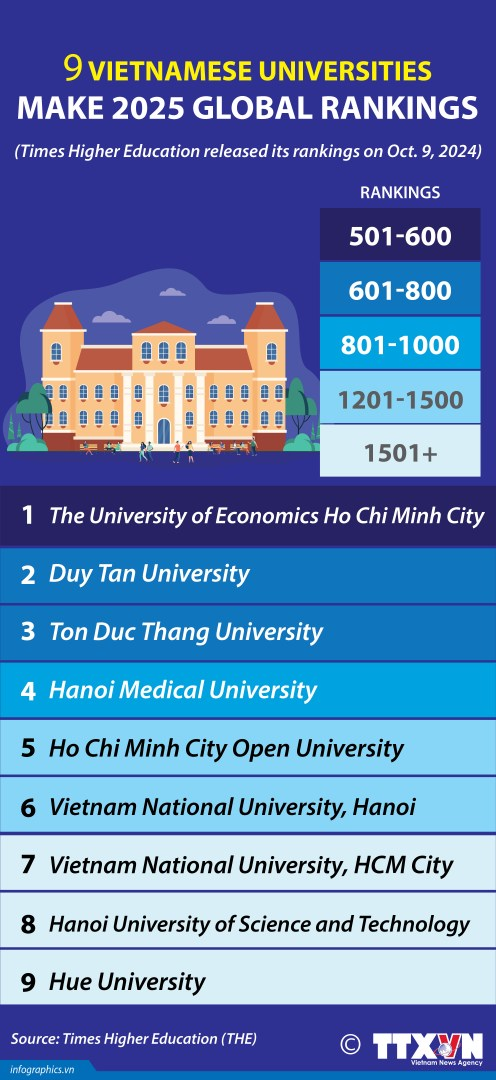 9 VIETNAMESE UNIVERSITIES
MAKE 2025 GLOBAL RANKINGS
(Times Higher Education released its rankings on Oct. 9, 2024)
RANKINGS
501-600
601-800
801-1000
1201-1500
1501+
1 The University of Economics Ho Chi Minh City
2 Duy Tan University
3 Ton Duc Thang University
4 Hanoi Medical University
5 Ho Chi Minh City Open University
6 Vietnam National University, Hanoi
7 Vietnam National University, HCM City
8 Hanoi University of Science and Technology
9 Hue University
Source: Times Higher Education (THE)
© TTXVN
Vietnam News Agency
infographics.vn